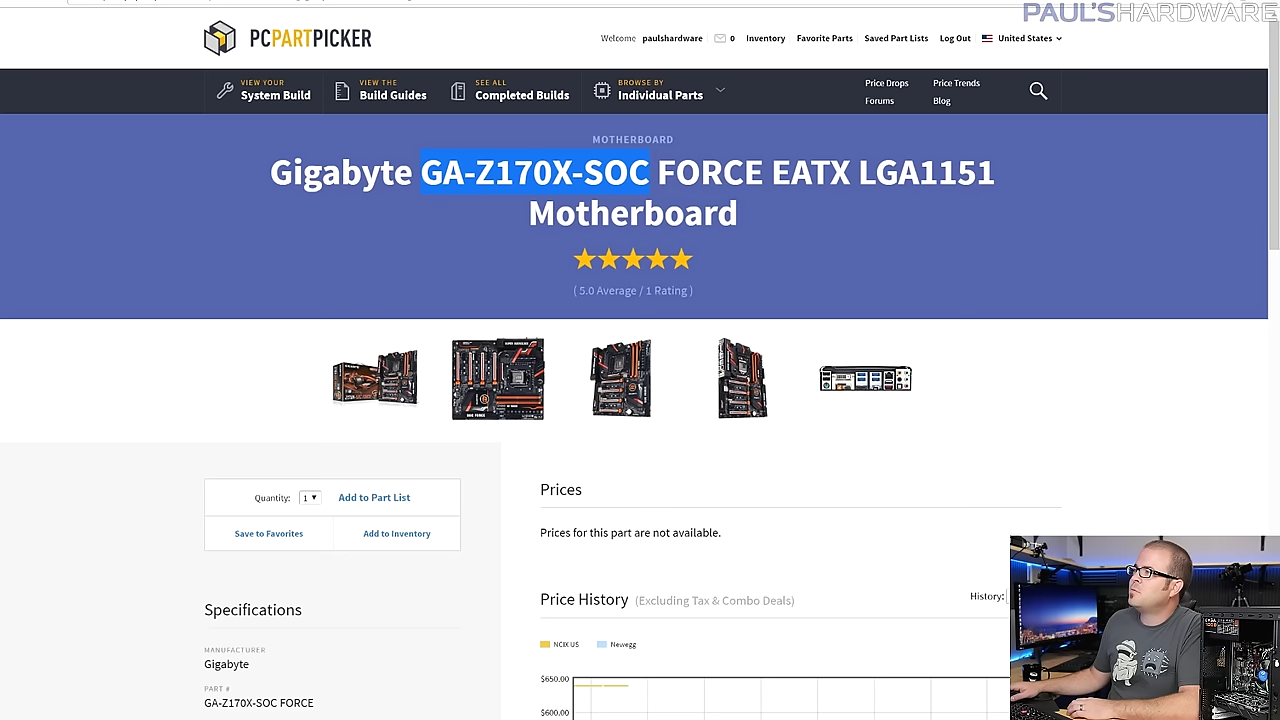 PAUL'SHARDWARE
PCPARTPICKER
Welcome paulshardware 0 Inventory Favorite Parts Saved Part Lists Log Out United States
VIEW YOUR
System Build
VIEW THE
Build Guides
SEE ALL
Completed Builds
BROWSE BY
Individual Parts
Price Drops
Price Trends
Forums
Blog
MOTHERBOARD
Gigabyte GA-Z170X-SOC FORCE EATX LGA1151
Motherboard
( 5.0 Average / 1 Rating )
Quantity: 1 Add to Part List
Save to Favorites
Add to Inventory
Specifications
MANUFACTURER
Gigabyte
PART #
GA-Z170X-SOC FORCE
Prices
Prices for this part are not available.
Price History (Excluding Tax & Combo Deals)
History:
NCIX US
Newegg
$650.00
$600.00